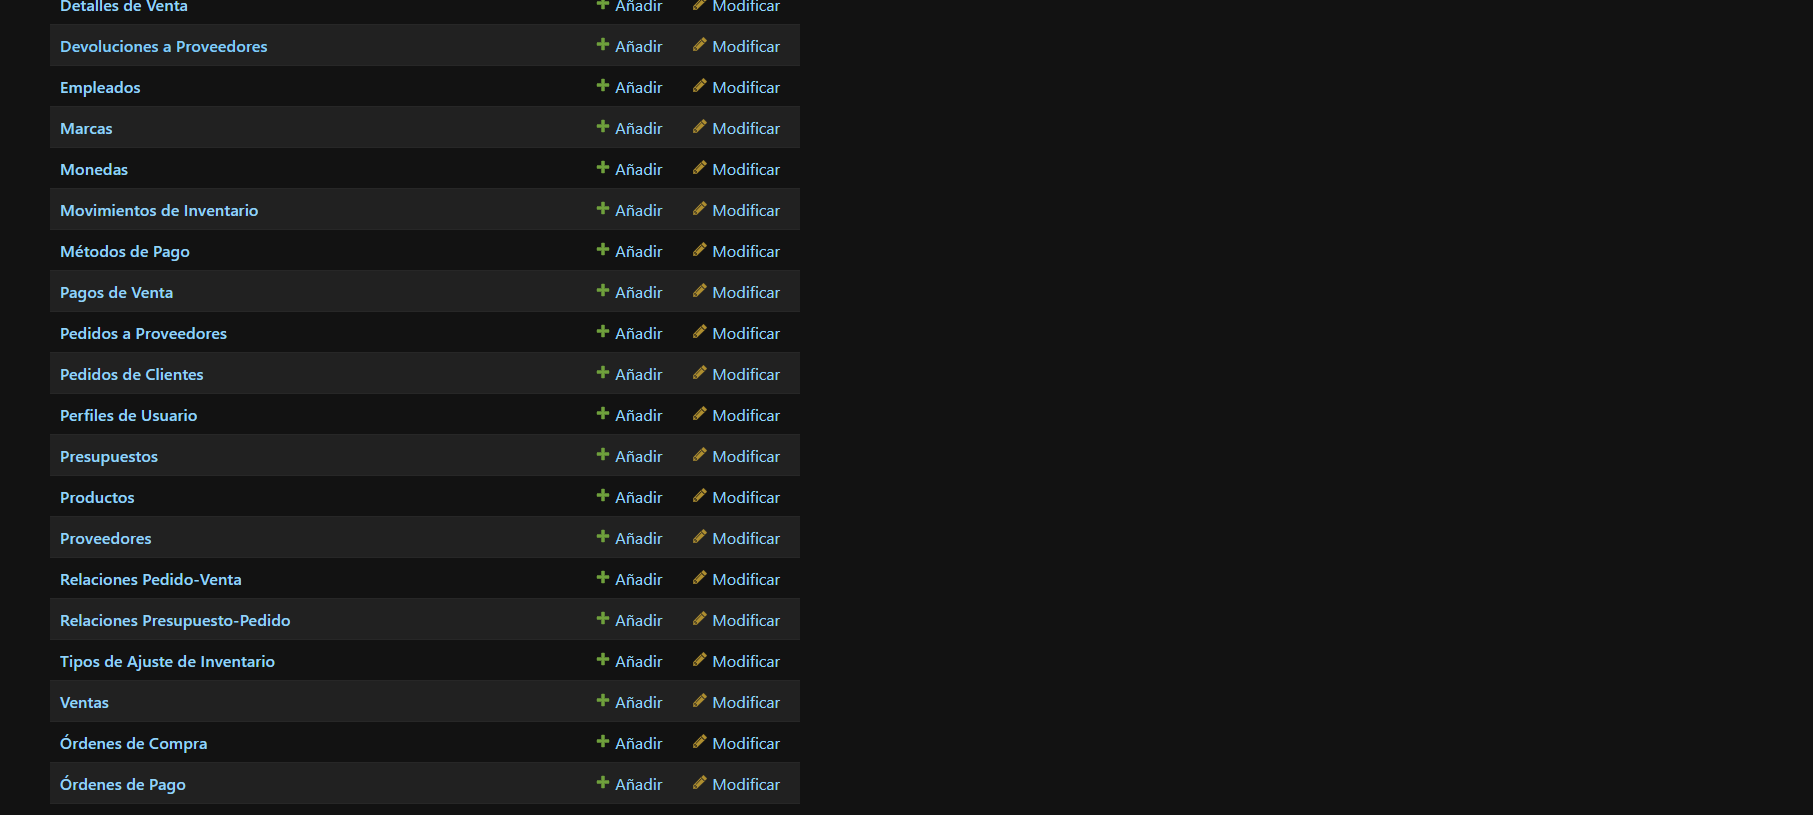 Detalles de Venta Añadir Modificar
Devoluciones a Proveedores Añadir Modificar
Empleados Añadir Modificar
Marcas Añadir Modificar
Monedas Añadir Modificar
Movimientos de Inventario Añadir Modificar
Métodos de Pago Añadir Modificar
Pagos de Venta Añadir Modificar
Pedidos a Proveedores Añadir Modificar
Pedidos de Clientes Añadir Modificar
Perfiles de Usuario Añadir Modificar
Presupuestos Añadir Modificar
Productos Añadir Modificar
Proveedores Añadir Modificar
Relaciones Pedido-Venta Añadir Modificar
Relaciones Presupuesto-Pedido Añadir Modificar
Tipos de Ajuste de Inventario Añadir Modificar
Ventas Añadir Modificar
Órdenes de Compra Añadir Modificar
Órdenes de Pago Añadir Modificar